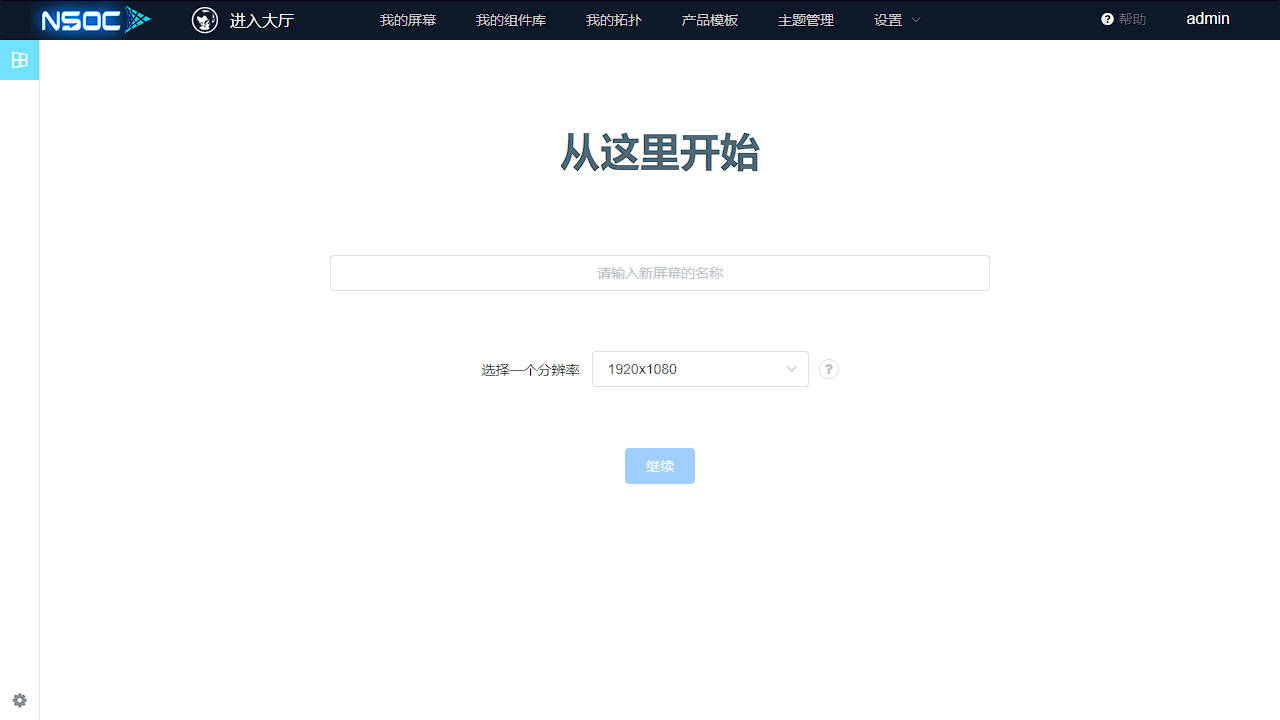 NSOC 进入大厅 我的屏幕 我的组件库 我的拓扑 产品模板 主题管理 设置 ? 帮助 admin
从这里开始
请输入新屏幕的名称
选择一个分辨率 1920x1080 ?
继续